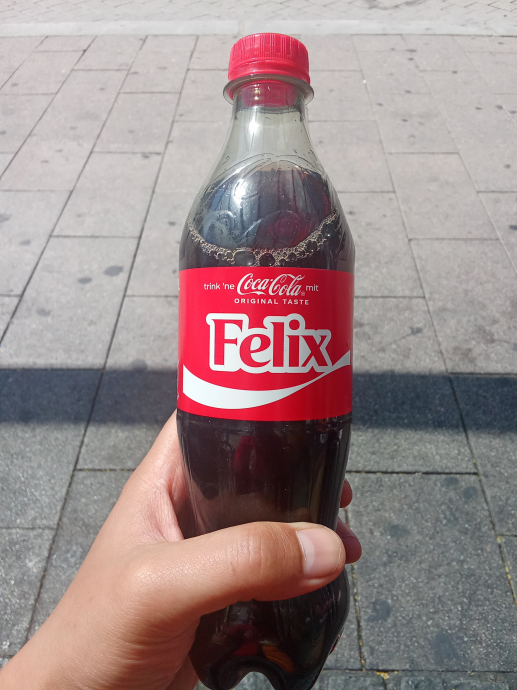 trink 'ne Coca-Cola mit
ORIGINAL TASTE
Felix